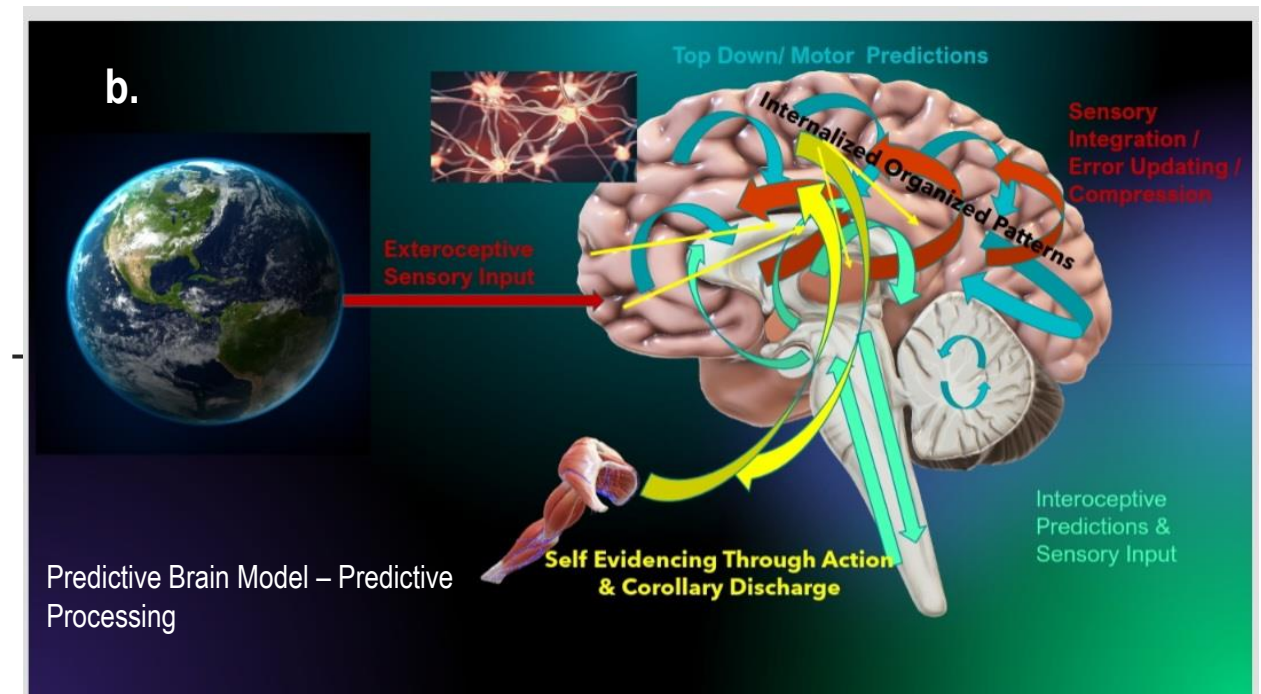 b.
Top Down/ Motor Predictions
Internalized Organized Patterns
Sensory
Integration /
Error Updating /
Compression
Exteroceptive
Sensory Input
Interoceptive
Predictions &
Sensory Input
Self Evidencing Through Action
& Corollary Discharge
Predictive Brain Model – Predictive
Processing